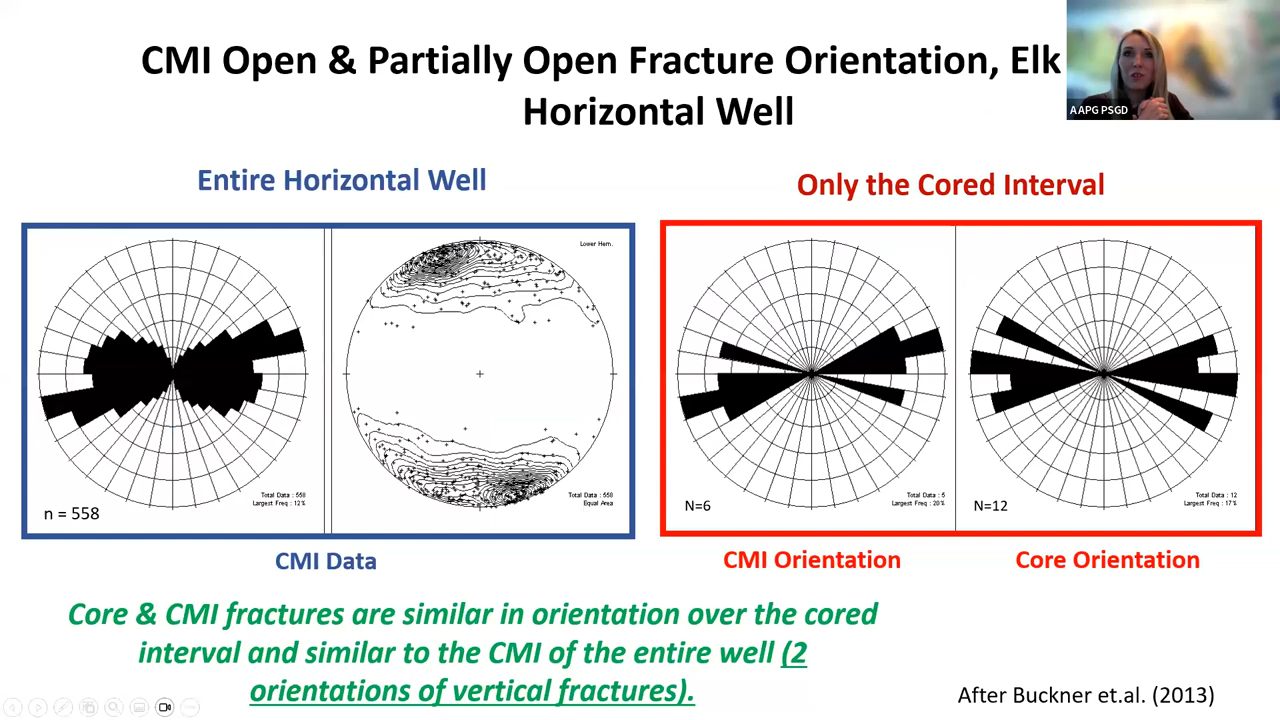 CMI Open & Partially Open Fracture Orientation, Elk
Horizontal Well
AAPG PSGD
Entire Horizontal Well
Only the Cored Interval
Lower Hem.
Total Data : 558
Largest Freq : 12%
n = 558
Total Data : 558
Equal Area
Total Data : 5
Largest Freq : 20%
N=6
Total Data : 12
Largest Freq : 17%
N=12
CMI Data
CMI Orientation
Core Orientation
Core & CMI fractures are similar in orientation over the cored
interval and similar to the CMI of the entire well (2
orientations of vertical fractures).
After Buckner et.al. (2013)